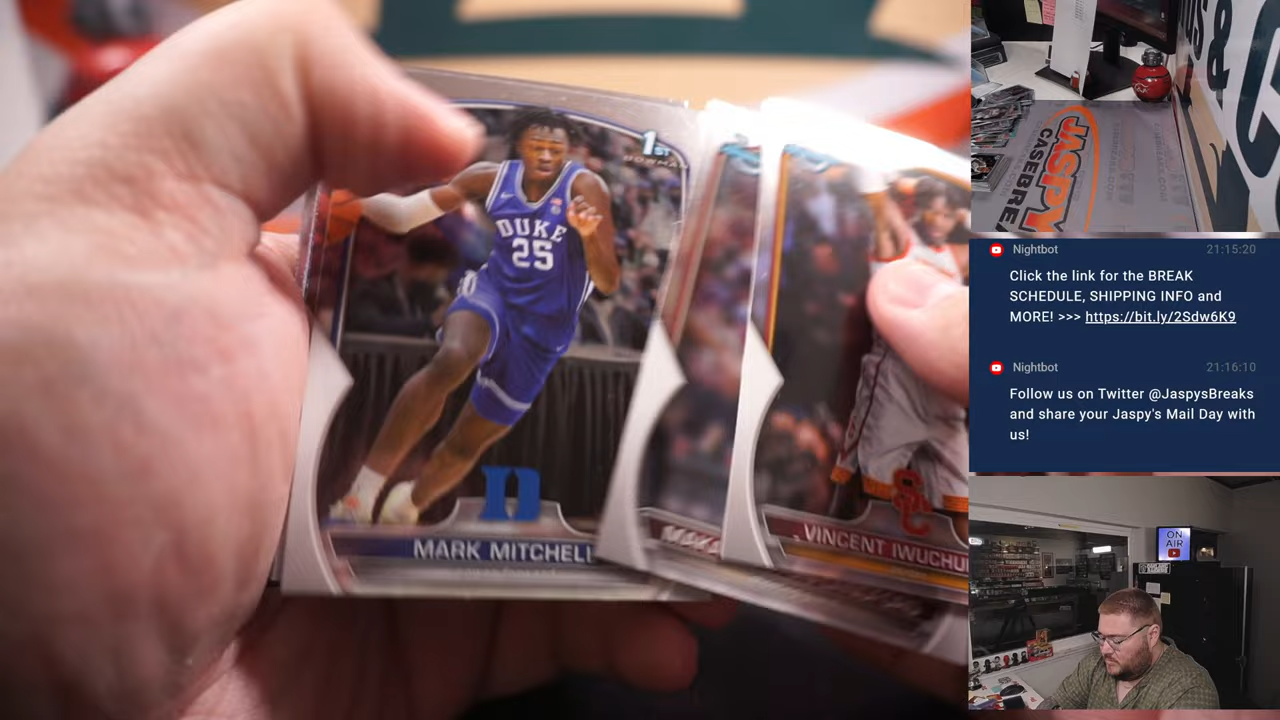 1ST
BOWMAN
DUKE
25
D
MARK MITCHELL
SC
VINCENT IWUCHU
&
JASPY
CASEBRE
Nightbot 21:15:20
Click the link for the BREAK
SCHEDULE, SHIPPING INFO and
MORE! >>> https://bit.ly/2Sdw6K9
Nightbot 21:16:10
Follow us on Twitter @JaspysBreaks
and share your Jaspy's Mail Day with
us!
ON
AIR